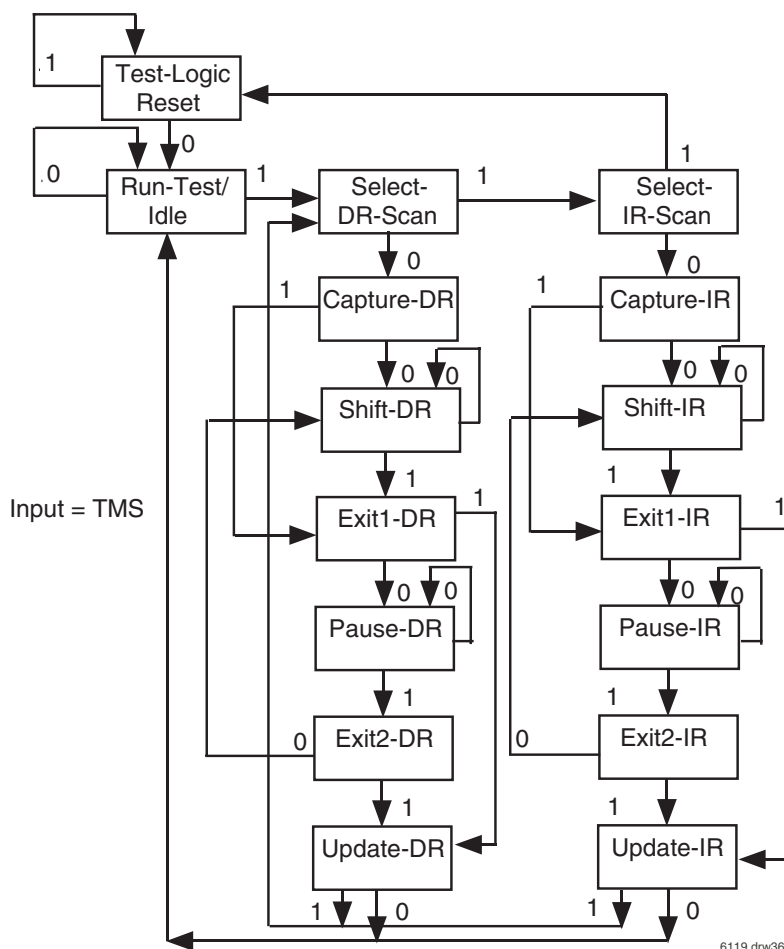 .1
Test-Logic
Reset
0
1
.0
Run-Test/
Idle
1
Select-
DR-Scan
1
Select-
IR-Scan
0
0
1
Capture-DR
1
Capture-IR
0
0
0
0
Shift-DR
Shift-IR
1
1
Input = TMS
Exit1-DR
1
Exit1-IR
1
0
0
0
0
Pause-DR
Pause-IR
1
1
0
Exit2-DR
0
Exit2-IR
1
1
Update-DR
Update-IR
1
0
1
0
6119 drw36